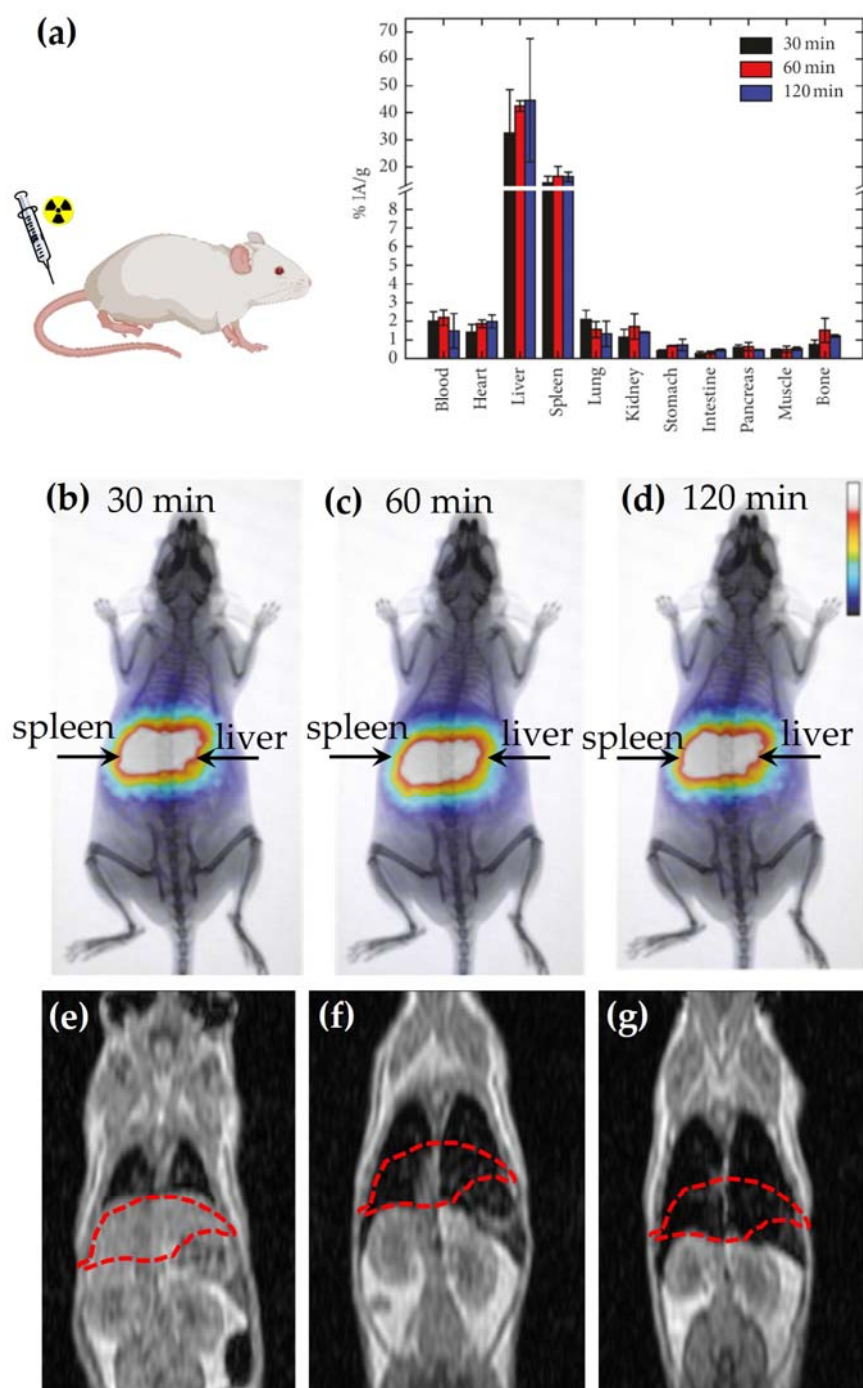 (a)
70
60
50
40
30
20
8
7
6
5
4
3
2
1
0
% IA/g
30 min
60 min
120 min
Blood
Heart
Liver
Spleen
Lung
Kidney
Stomach
Intestine
Pancreas
Muscle
Bone
(b) 30 min
(c) 60 min
(d) 120 min
spleen
liver
spleen
liver
spleen
liver
(e)
(f)
(g)